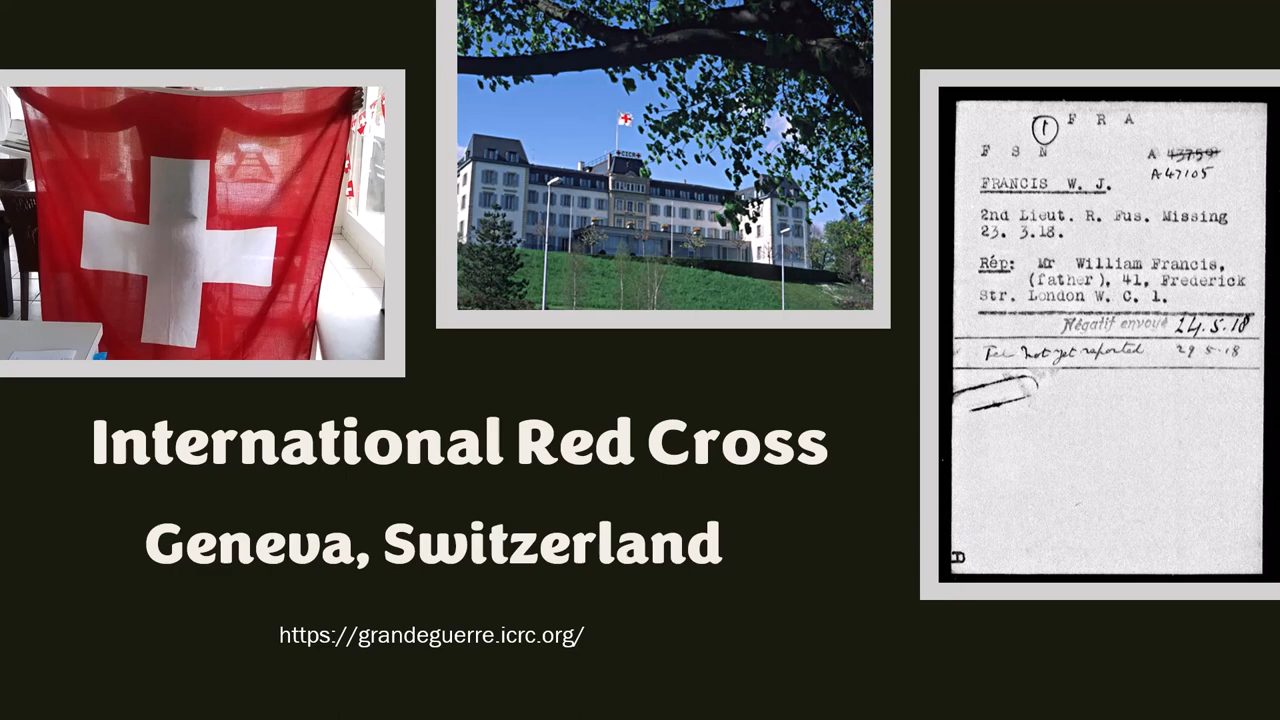 CICR
① F R A
F S N
A 43759
A 47105
FRANCIS W. J.
2nd Lieut. R. Fus. Missing
23. 3.18.
Rép: Mr William Francis,
(father), 41, Frederick
Str. London W. C. 1.
Négatif envoyé 24.5.18
not yet reported 29 5-18
International Red Cross
Geneva, Switzerland
https://grandeguerre.icrc.org/